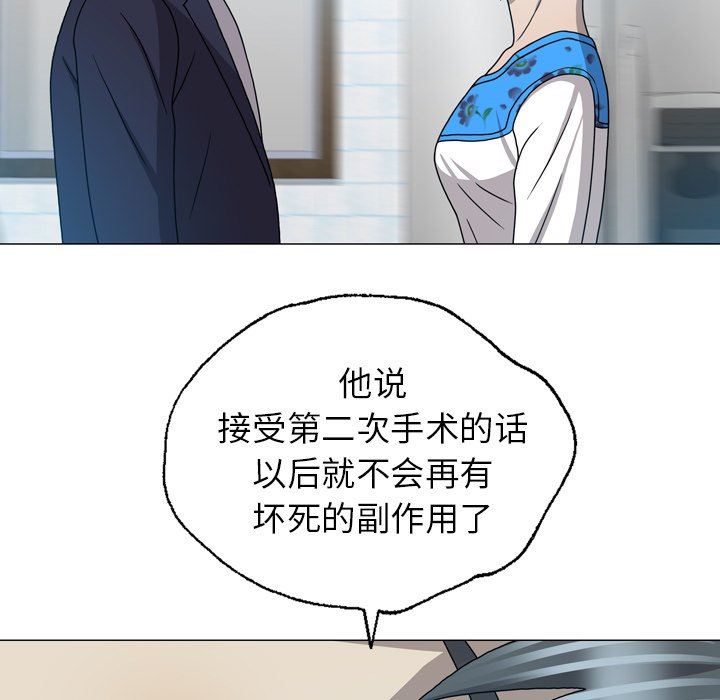 他说
接受第二次手术的话
以后就不会再有
坏死的副作用了